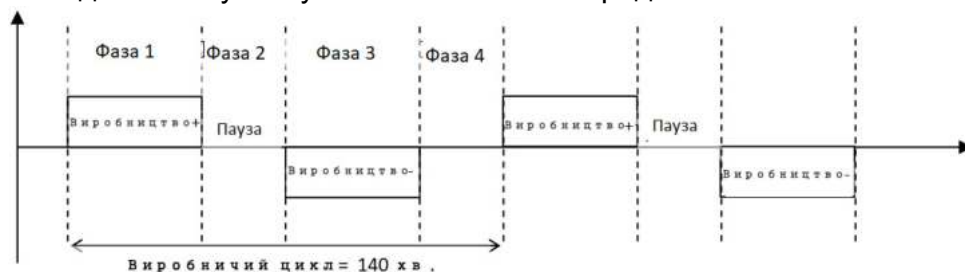 Фаза 1 Фаза 2 Фаза 3 Фаза 4
Виробництво+ Пауза Виробництво+ Пауза
Виробництво- Виробництво-
Виробничий цикл= 140 хв.